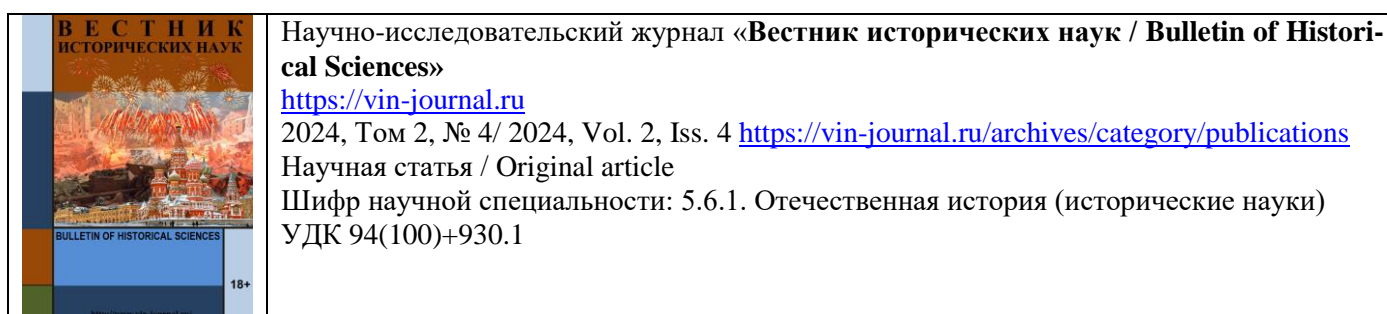 ВЕСТНИК
ИСТОРИЧЕСКИХ НАУК
BULLETIN OF HISTORICAL SCIENCES
18+
Научно-исследовательский журнал «Вестник исторических наук / Bulletin of Histori-
cal Sciences»
https://vin-journal.ru
2024, Том 2, № 4/ 2024, Vol. 2, Iss. 4 https://vin-journal.ru/archives/category/publications
Научная статья / Original article
Шифр научной специальности: 5.6.1. Отечественная история (исторические науки)
УДК 94(100)+930.1